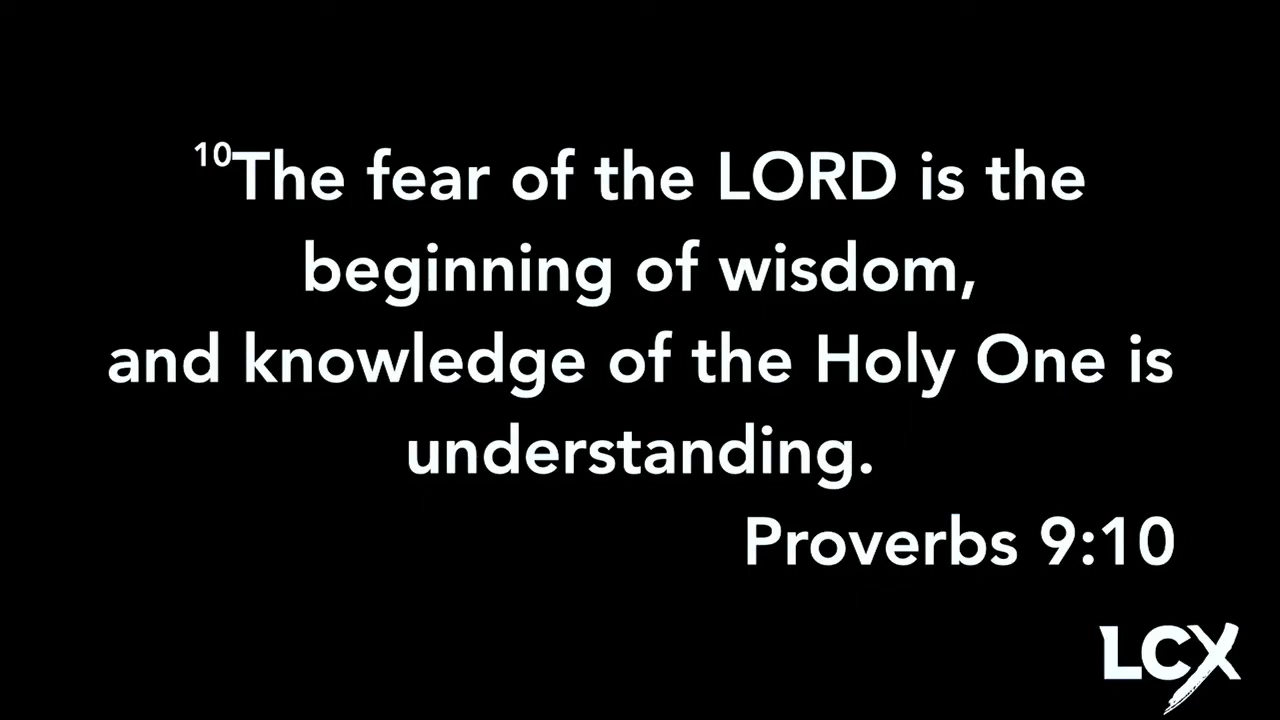 10The fear of the LORD is the
beginning of wisdom,
and knowledge of the Holy One is
understanding.
Proverbs 9:10
LCX